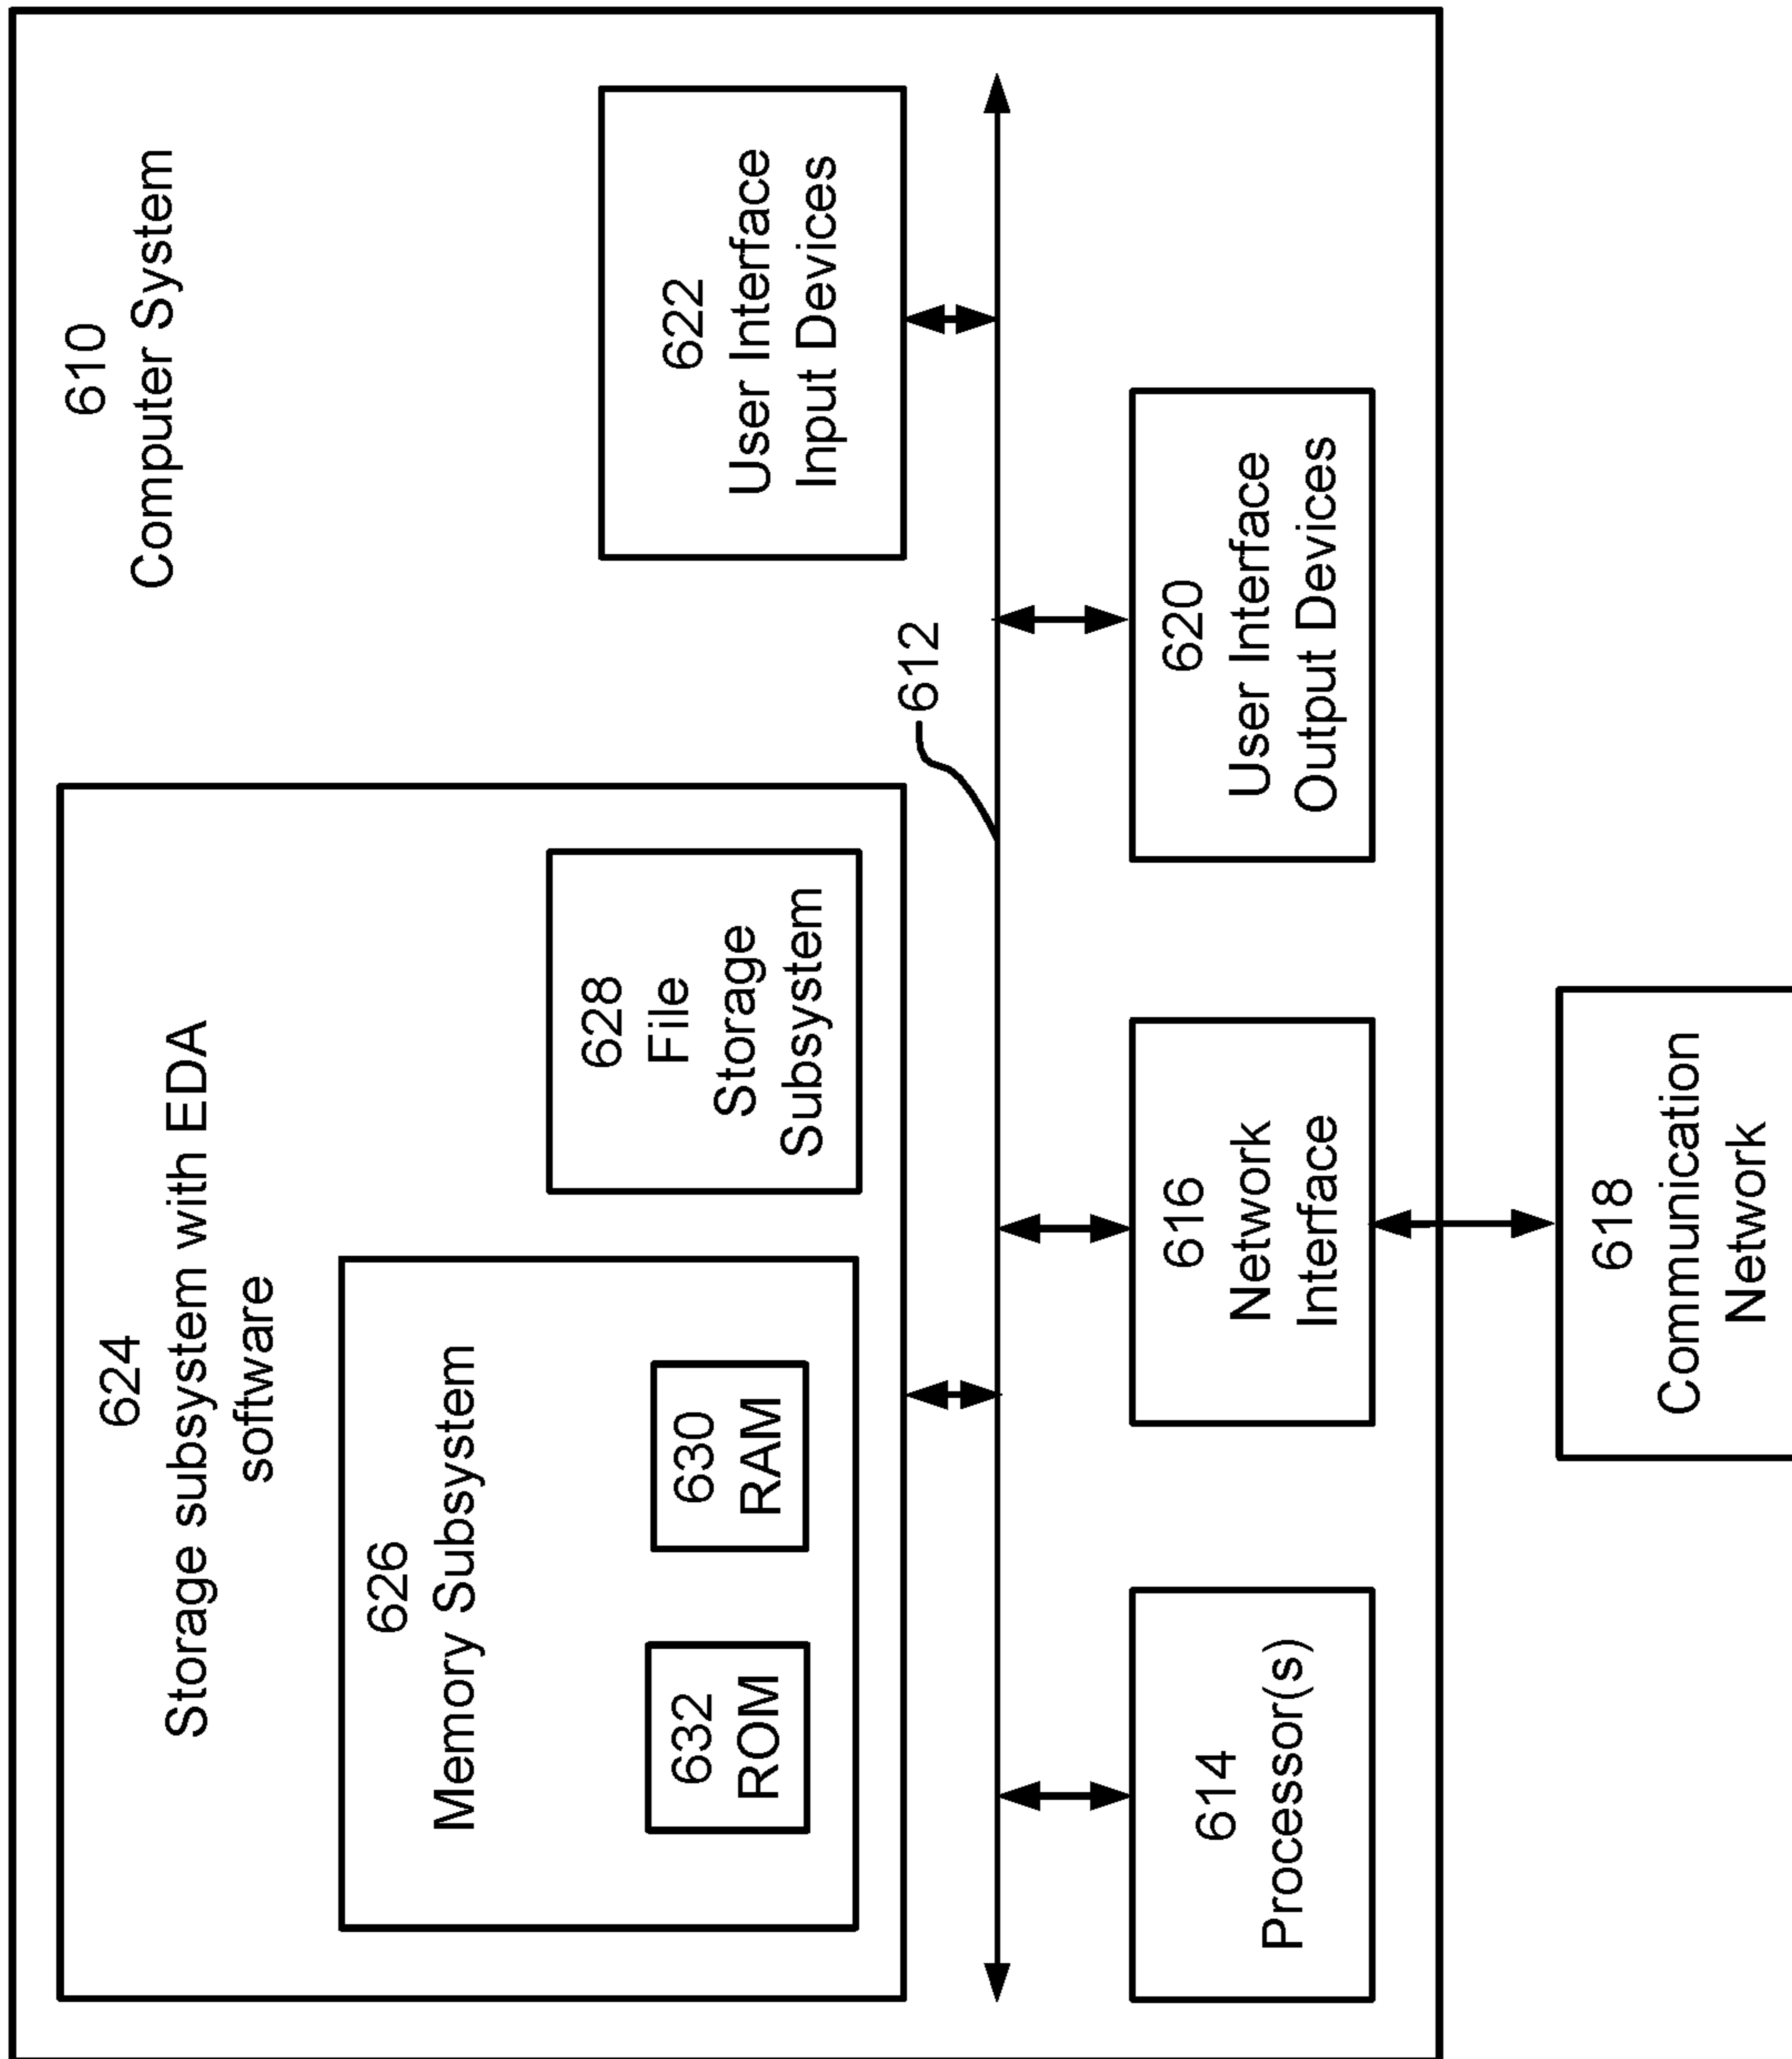 610
Computer System
624
Storage subsystem with EDA
software
626
Memory Subsystem
632
ROM
630
RAM
628
File
Storage
Subsystem
622
User Interface
Input Devices
612
614
Processor(s)
616
Network
Interface
620
User Interface
Output Devices
618
Communication
Network